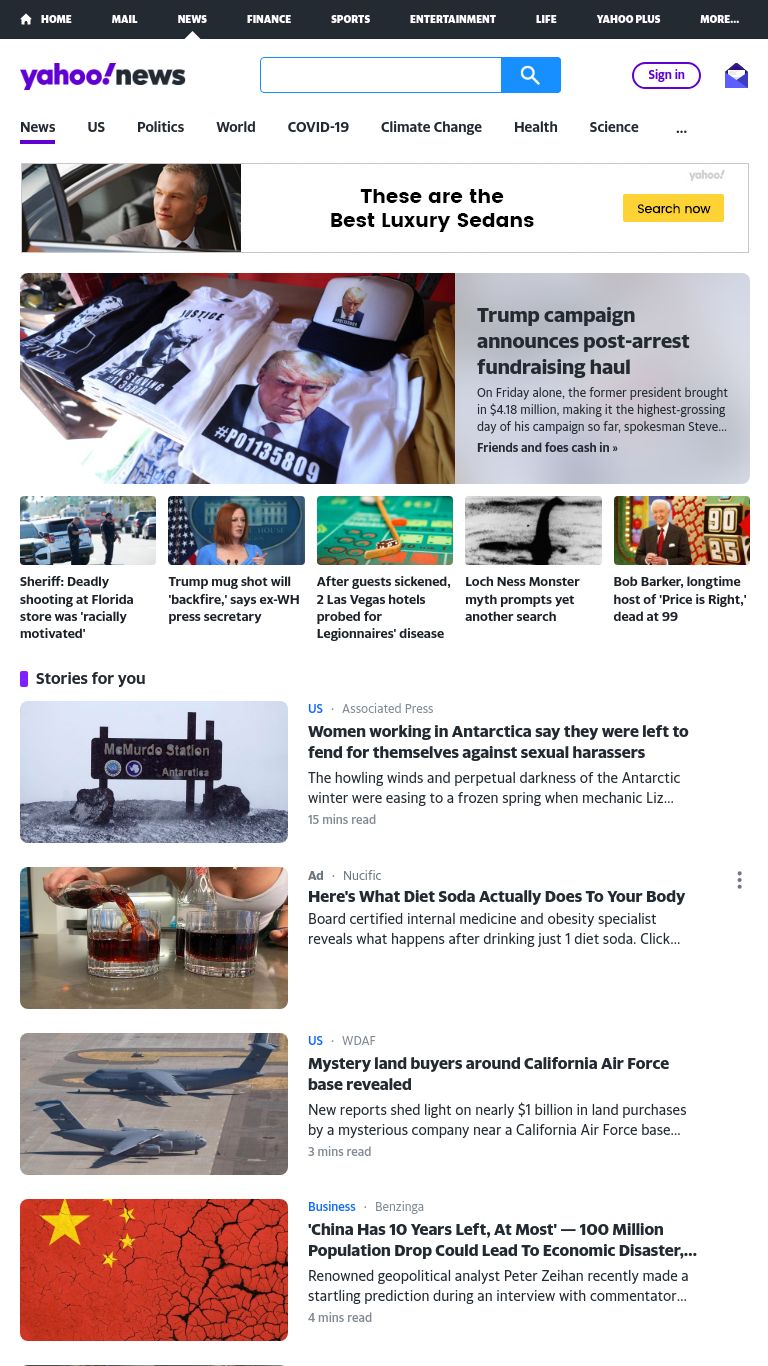 HOME MAIL NEWS FINANCE SPORTS ENTERTAINMENT LIFE YAHOO PLUS MORE...
yahoo!news
Sign in
News US Politics World COVID-19 Climate Change Health Science ...
yahoo!
These are the
Best Luxury Sedans
Search now
JUSTICE
#P01135809
Trump campaign
announces post-arrest
fundraising haul
On Friday alone, the former president brought
in $4.18 million, making it the highest-grossing
day of his campaign so far, spokesman Steve...
Friends and foes cash in »
90
25
Sheriff: Deadly
shooting at Florida
store was 'racially
motivated'
Trump mug shot will
'backfire,' says ex-WH
press secretary
After guests sickened,
2 Las Vegas hotels
probed for
Legionnaires' disease
Loch Ness Monster
myth prompts yet
another search
Bob Barker, longtime
host of 'Price is Right,'
dead at 99
Stories for you
McMurdo Station
Antarctica
US · Associated Press
Women working in Antarctica say they were left to
fend for themselves against sexual harassers
The howling winds and perpetual darkness of the Antarctic
winter were easing to a frozen spring when mechanic Liz...
15 mins read
Ad · Nucific
Here's What Diet Soda Actually Does To Your Body
Board certified internal medicine and obesity specialist
reveals what happens after drinking just 1 diet soda. Click...
US · WDAF
Mystery land buyers around California Air Force
base revealed
New reports shed light on nearly $1 billion in land purchases
by a mysterious company near a California Air Force base...
3 mins read
Business · Benzinga
'China Has 10 Years Left, At Most' — 100 Million
Population Drop Could Lead To Economic Disaster,...
Renowned geopolitical analyst Peter Zeihan recently made a
startling prediction during an interview with commentator...
4 mins read